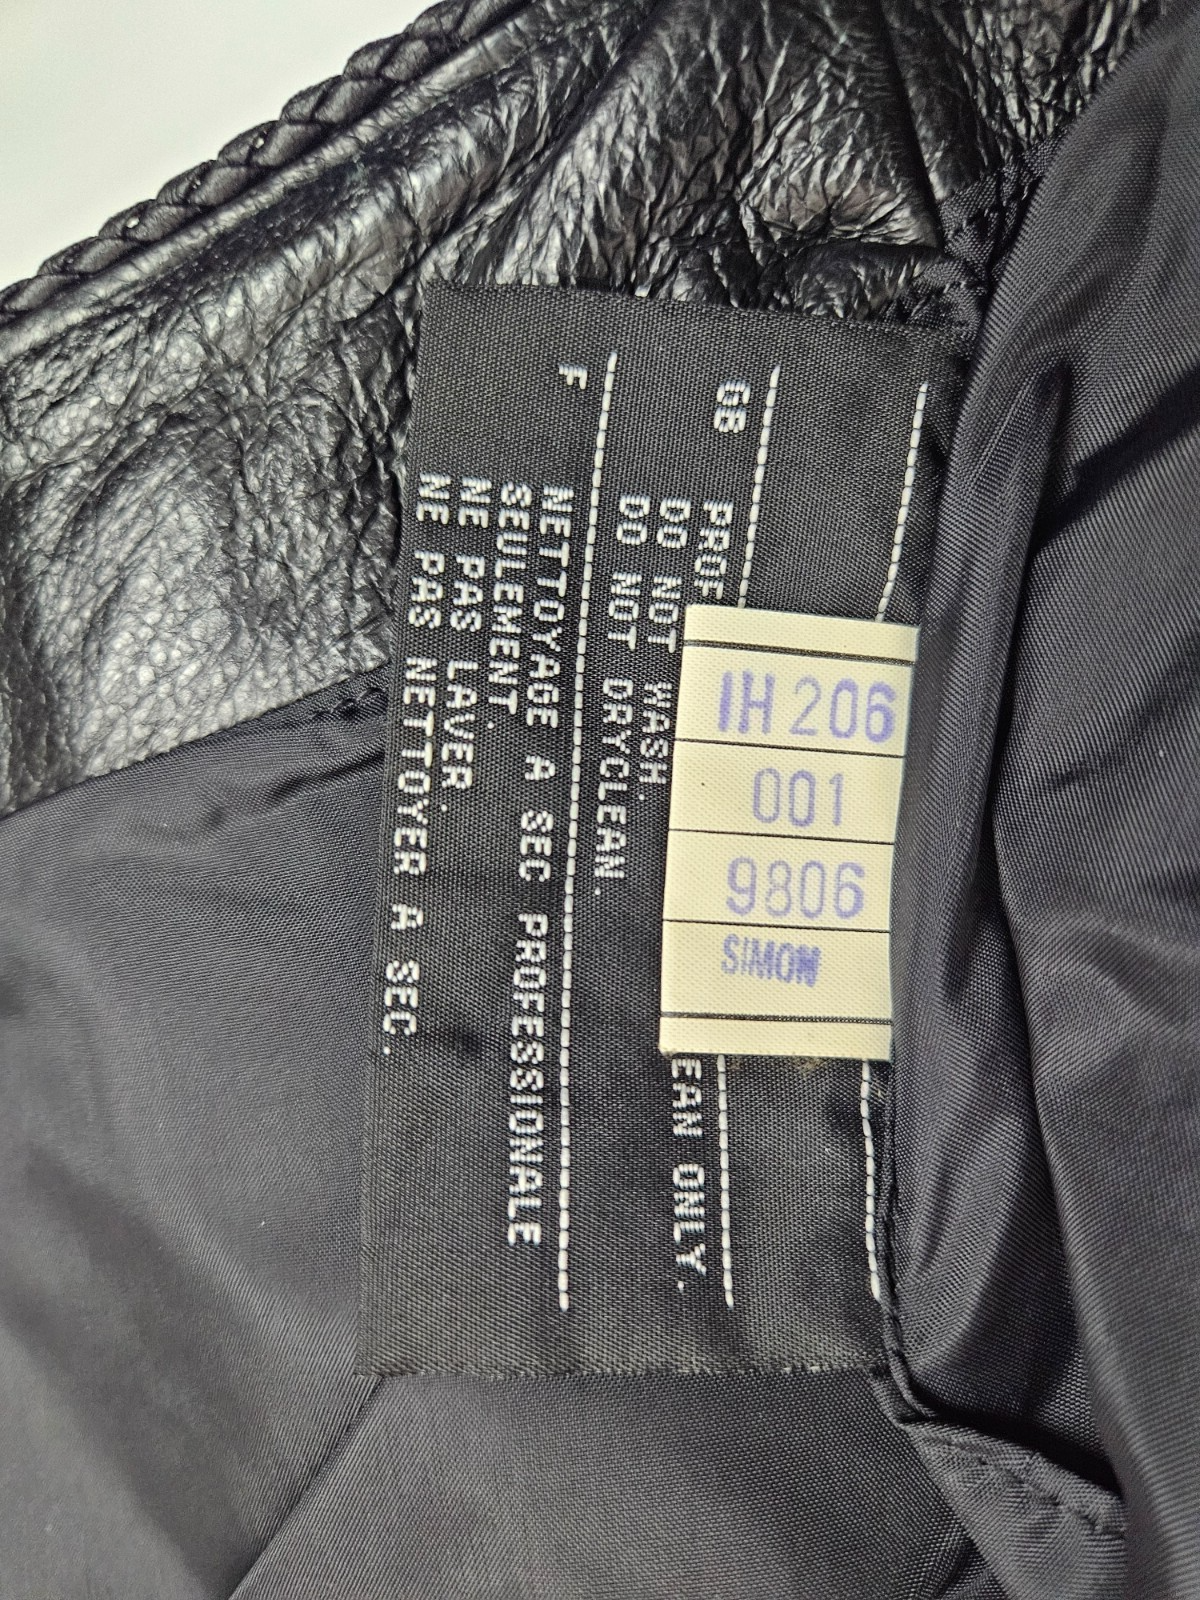 GB PROF EAN ONLY.
DO NOT WASH.
DO NOT DRYCLEAN.
F NETTOYAGE A SEC PROFESSIONALE
SEULEMENT.
NE PAS LAVER.
NE PAS NETTOYER A SEC.
IH 206
001
9806
SIMON